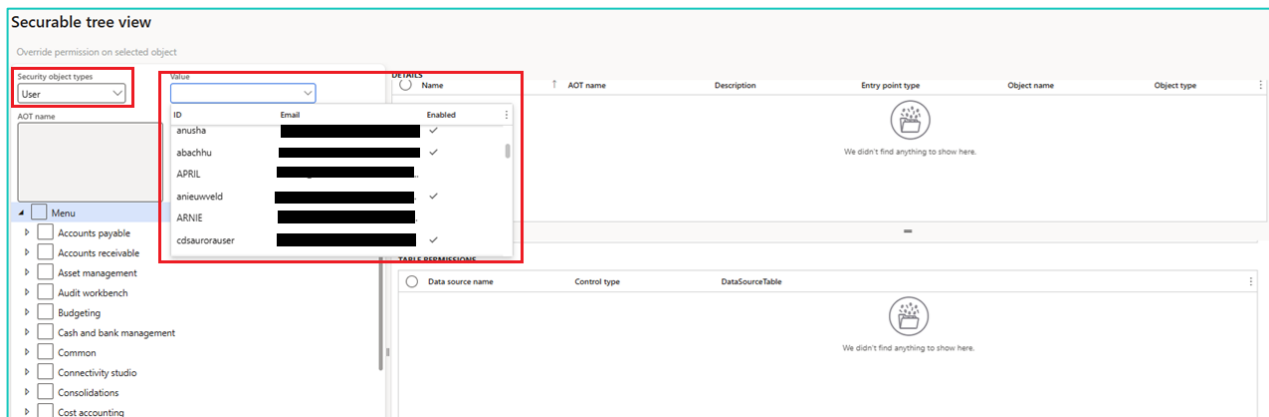 Securable tree view
Override permission on selected object
Security object types
User
Value
AOT name
ID Email Enabled
anusha
abachhu
APRIL
anieuwveld
ARNIE
cdsaurorauser
Menu
Accounts payable
Accounts receivable
Asset management
Audit workbench
Budgeting
Cash and bank management
Common
Connectivity studio
Consolidations
Cost accounting
DETAILS
Name ↑ AOT name Description Entry point type Object name Object type
We didn't find anything to show here.
TABLE PERMISSIONS
Data source name Control type DataSourceTable
We didn't find anything to show here.